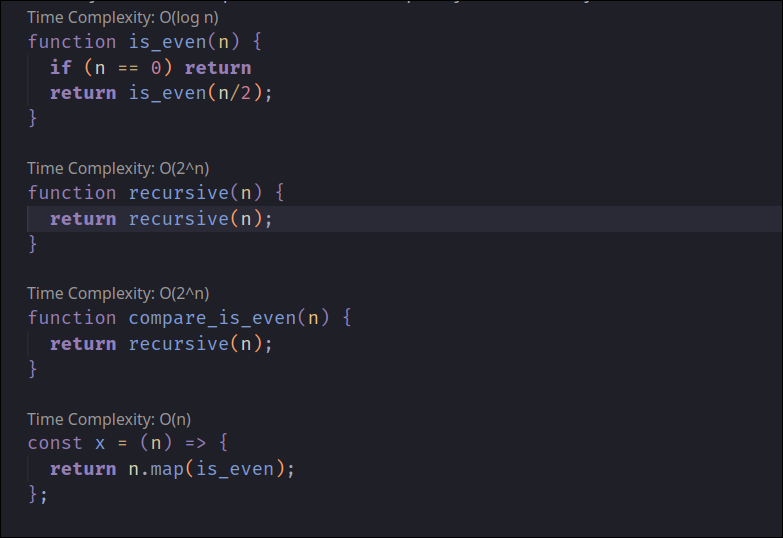 Time Complexity: O(log n)
function is_even(n) {
  if (n == 0) return
  return is_even(n/2);
}
Time Complexity: O(2^n)
function recursive(n) {
  return recursive(n);
}
Time Complexity: O(2^n)
function compare_is_even(n) {
  return recursive(n);
}
Time Complexity: O(n)
const x = (n) => {
  return n.map(is_even);
};